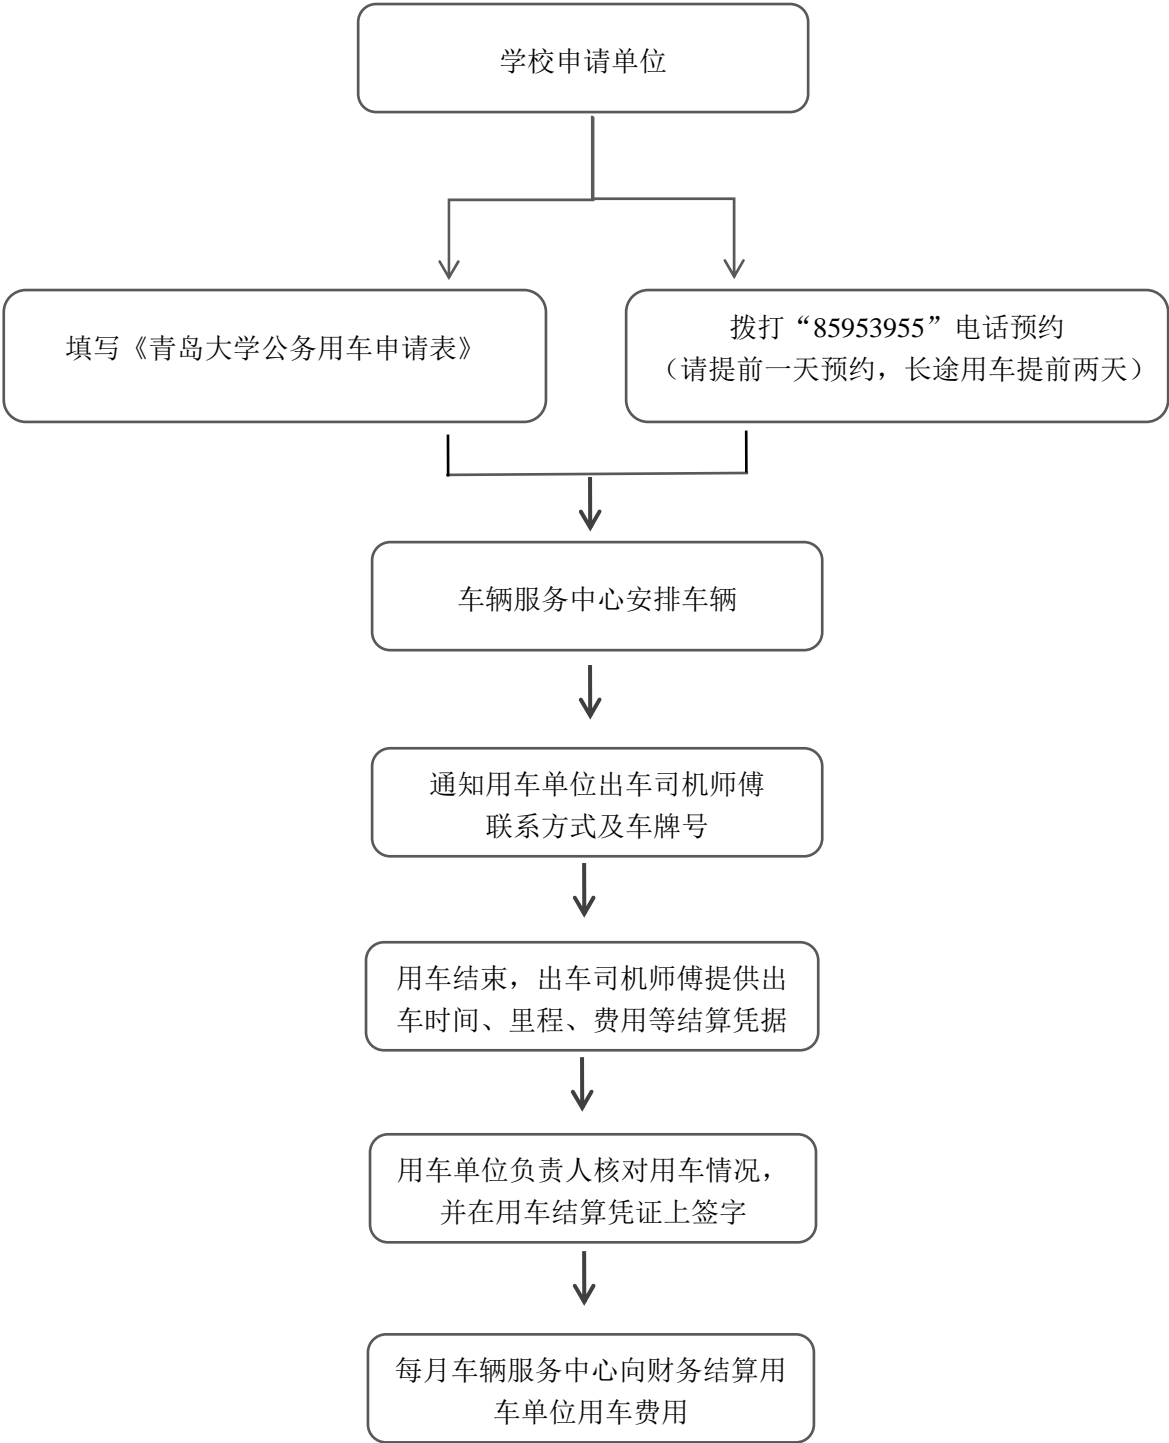 学校申请单位
填写《青岛大学公务用车申请表》
拨打“85953955”电话预约
（请提前一天预约，长途用车提前两天）
车辆服务中心安排车辆
通知用车单位出车司机师傅
联系方式及车牌号
用车结束，出车司机师傅提供出
车时间、里程、费用等结算凭据
用车单位负责人核对用车情况，
并在用车结算凭证上签字
每月车辆服务中心向财务结算用
车单位用车费用